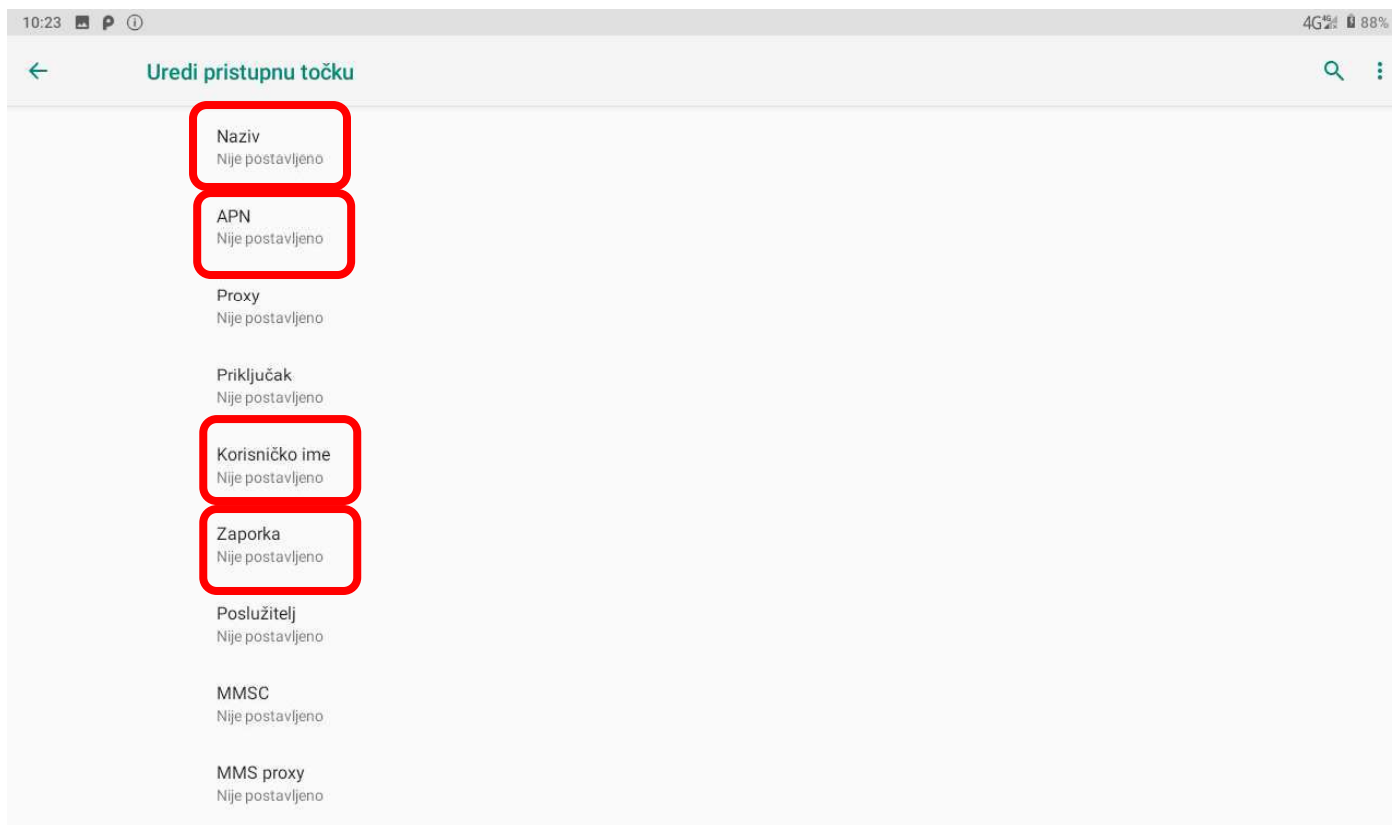 10:23
4G 4G 88%
Uredi pristupnu točku
Naziv
Nije postavljeno
APN
Nije postavljeno
Proxy
Nije postavljeno
Priključak
Nije postavljeno
Korisničko ime
Nije postavljeno
Zaporka
Nije postavljeno
Poslužitelj
Nije postavljeno
MMSC
Nije postavljeno
MMS proxy
Nije postavljeno